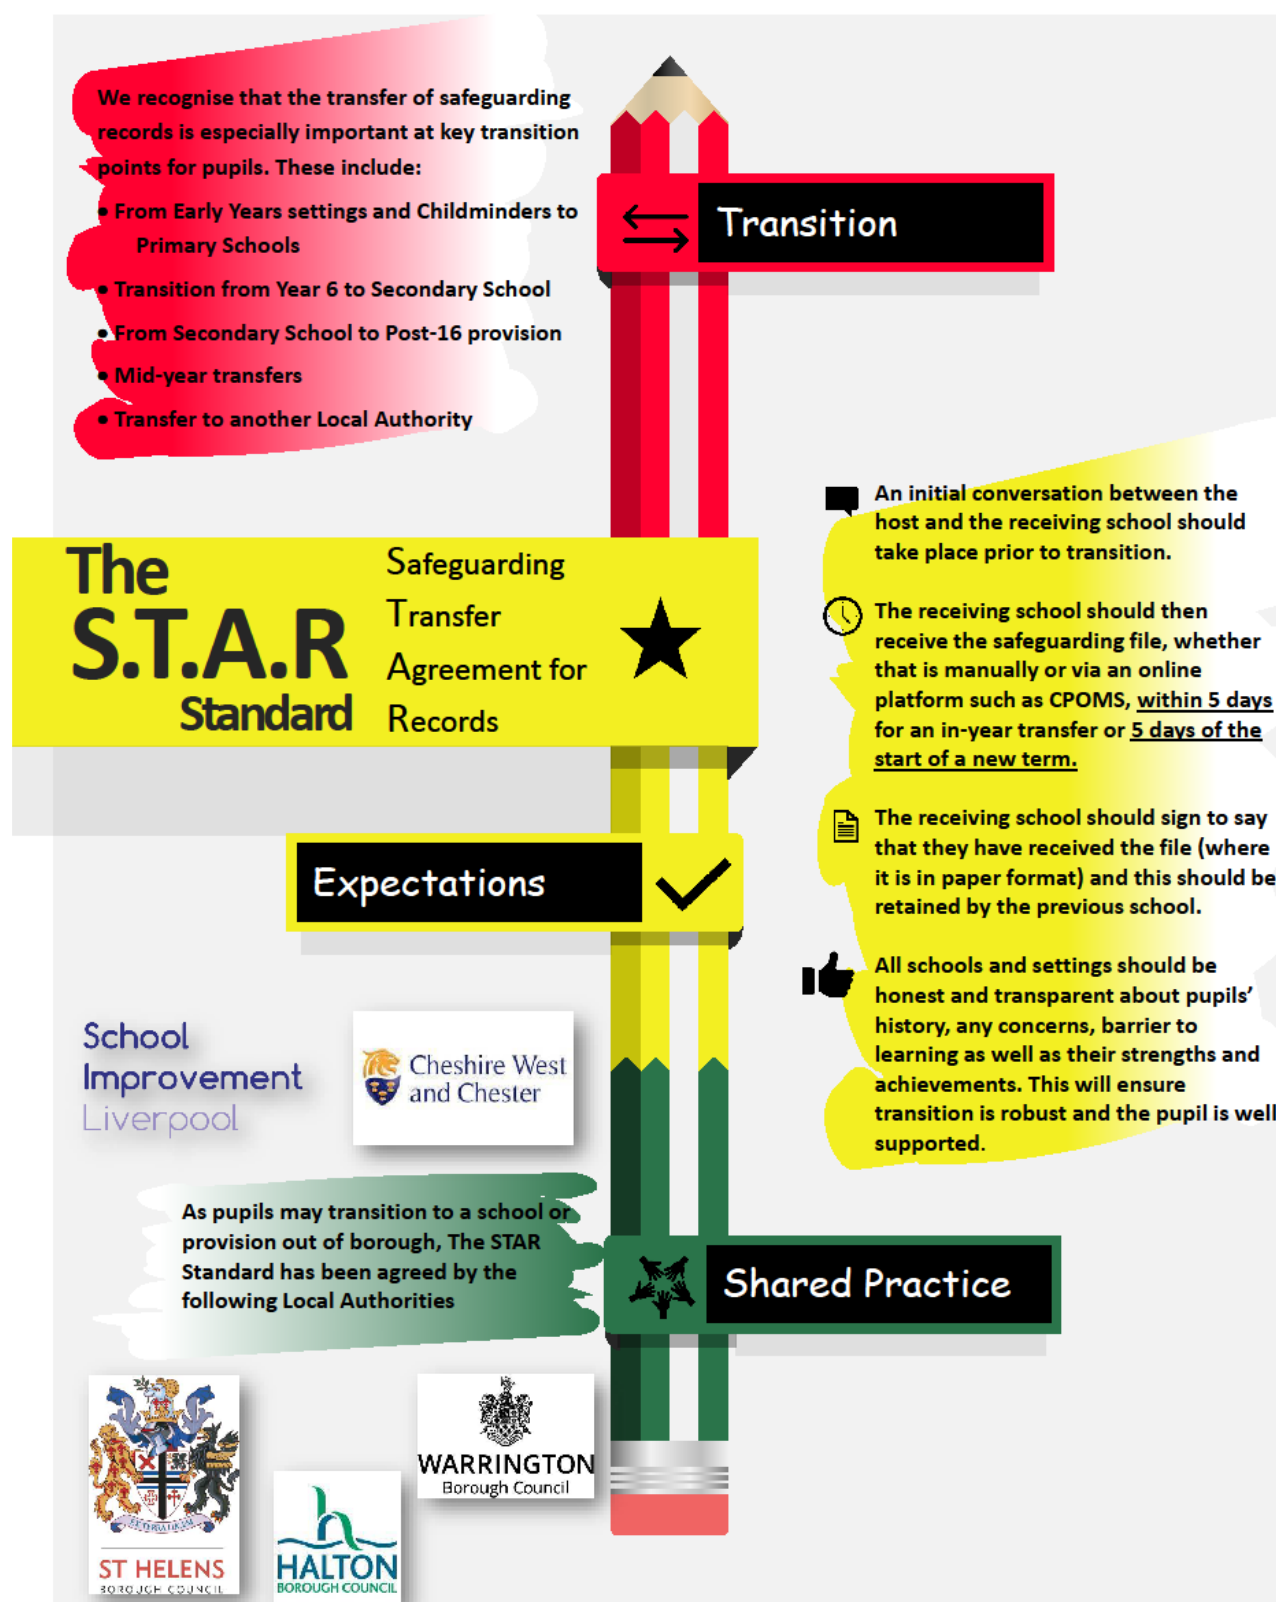 We recognise that the transfer of safeguarding
records is especially important at key transition
points for pupils. These include:
• From Early Years settings and Childminders to
Primary Schools
• Transition from Year 6 to Secondary School
• From Secondary School to Post-16 provision
• Mid-year transfers
• Transfer to another Local Authority
Transition
The
S.T.A.R
Standard
Safeguarding
Transfer
Agreement for
Records
An initial conversation between the
host and the receiving school should
take place prior to transition.
The receiving school should then
receive the safeguarding file, whether
that is manually or via an online
platform such as CPOMS, within 5 days
for an in-year transfer or 5 days of the
start of a new term.
The receiving school should sign to say
that they have received the file (where
it is in paper format) and this should be
retained by the previous school.
All schools and settings should be
honest and transparent about pupils’
history, any concerns, barrier to
learning as well as their strengths and
achievements. This will ensure
transition is robust and the pupil is well
supported.
Expectations
School
Improvement
Liverpool
Cheshire West
and Chester
As pupils may transition to a school or
provision out of borough, The STAR
Standard has been agreed by the
following Local Authorities
Shared Practice
ST HELENS
BOROUGH COUNCIL
HALTON
BOROUGH COUNCIL
WARRINGTON
Borough Council